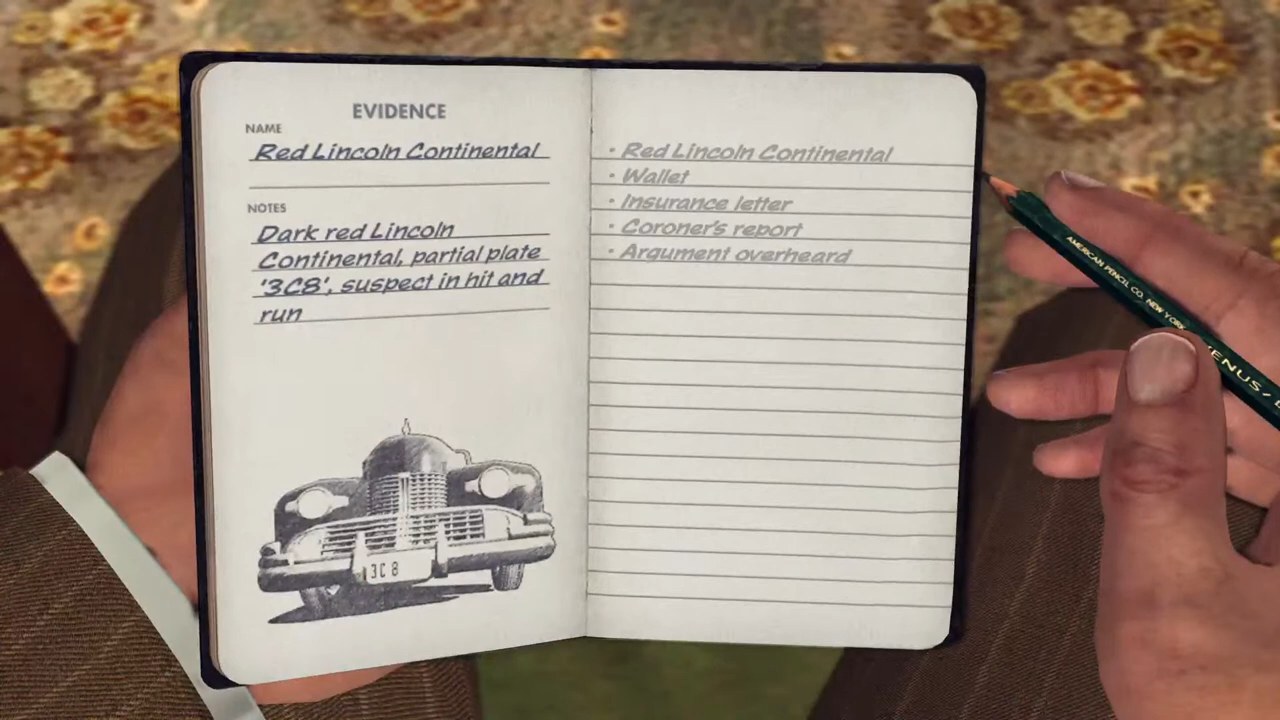 EVIDENCE
NAME
Red Lincoln Continental
NOTES
Dark red Lincoln
Continental, partial plate
'3C8', suspect in hit and
run
3C 8
· Red Lincoln Continental
· Wallet
· Insurance letter
· Coroner's report
· Argument overheard
AMERICAN PENCIL CO. NEW YORK
VENUS